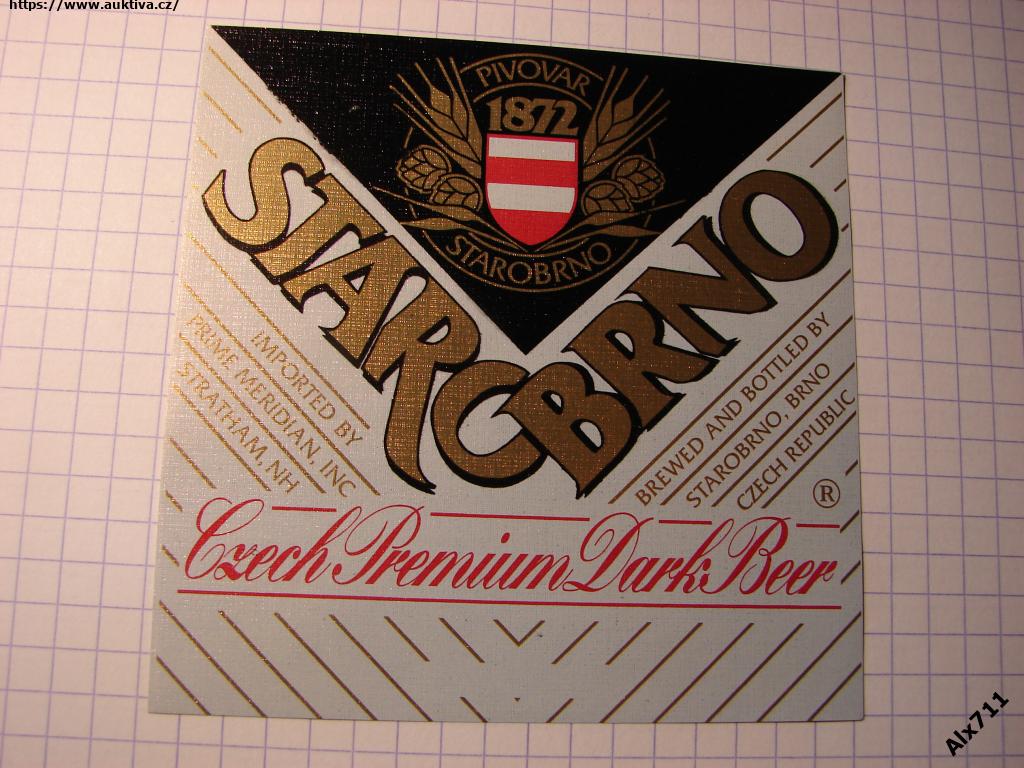 https://www.auktiva.cz/
PIVOVAR
1872
STAROBRNO
STAROBRNO
IMPORTED BY
PRIME MERIDIAN, INC
STRATHAM, NH
BREWED AND BOTTLED BY
STAROBRNO, BRNO
CZECH REPUBLIC
®
Czech Premium Dark Beer
Alx711